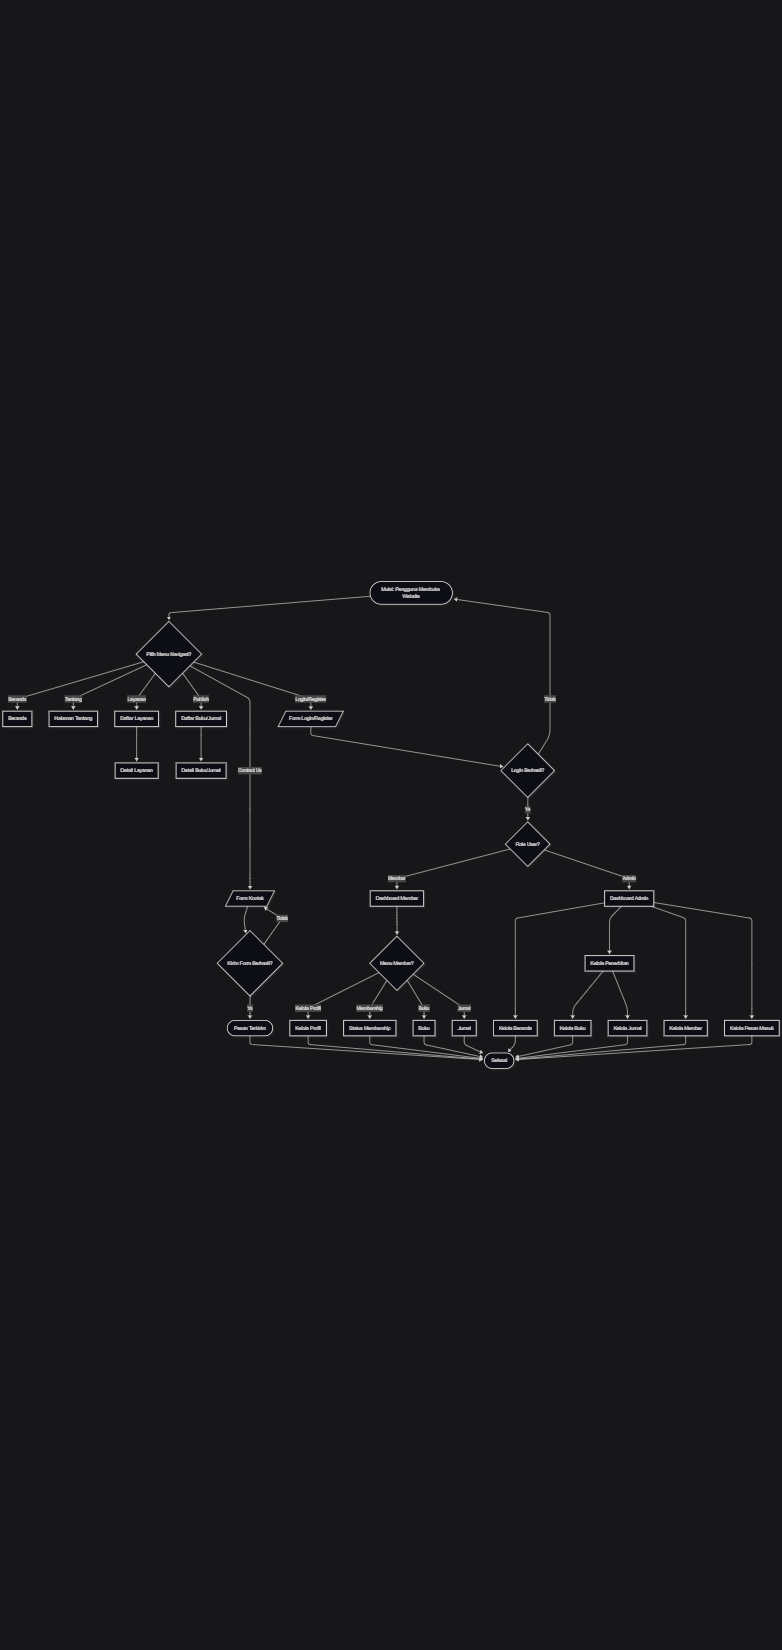 Mulai: Pengguna Membuka
Website
Pilih Menu Navigasi?
Beranda
Tentang
Layanan
Publish
Login/Register
Tidak
Beranda
Halaman Tentang
Daftar Layanan
Daftar Buku/Jurnal
Form Login/Register
Detail Layanan
Detail Buku/Jurnal
Contact Us
Login Berhasil?
Ya
Role User?
Member
Admin
Form Kontak
Dashboard Member
Dashboard Admin
Tidak
Kirim Form Berhasil?
Menu Member?
Kelola Penerbitan
Ya
Kelola Profil
Membership
Buku
Jurnal
Pesan Terkirim
Kelola Profil
Status Membership
Buku
Jurnal
Kelola Beranda
Kelola Buku
Kelola Jurnal
Kelola Member
Kelola Pesan Masuk
Selesai